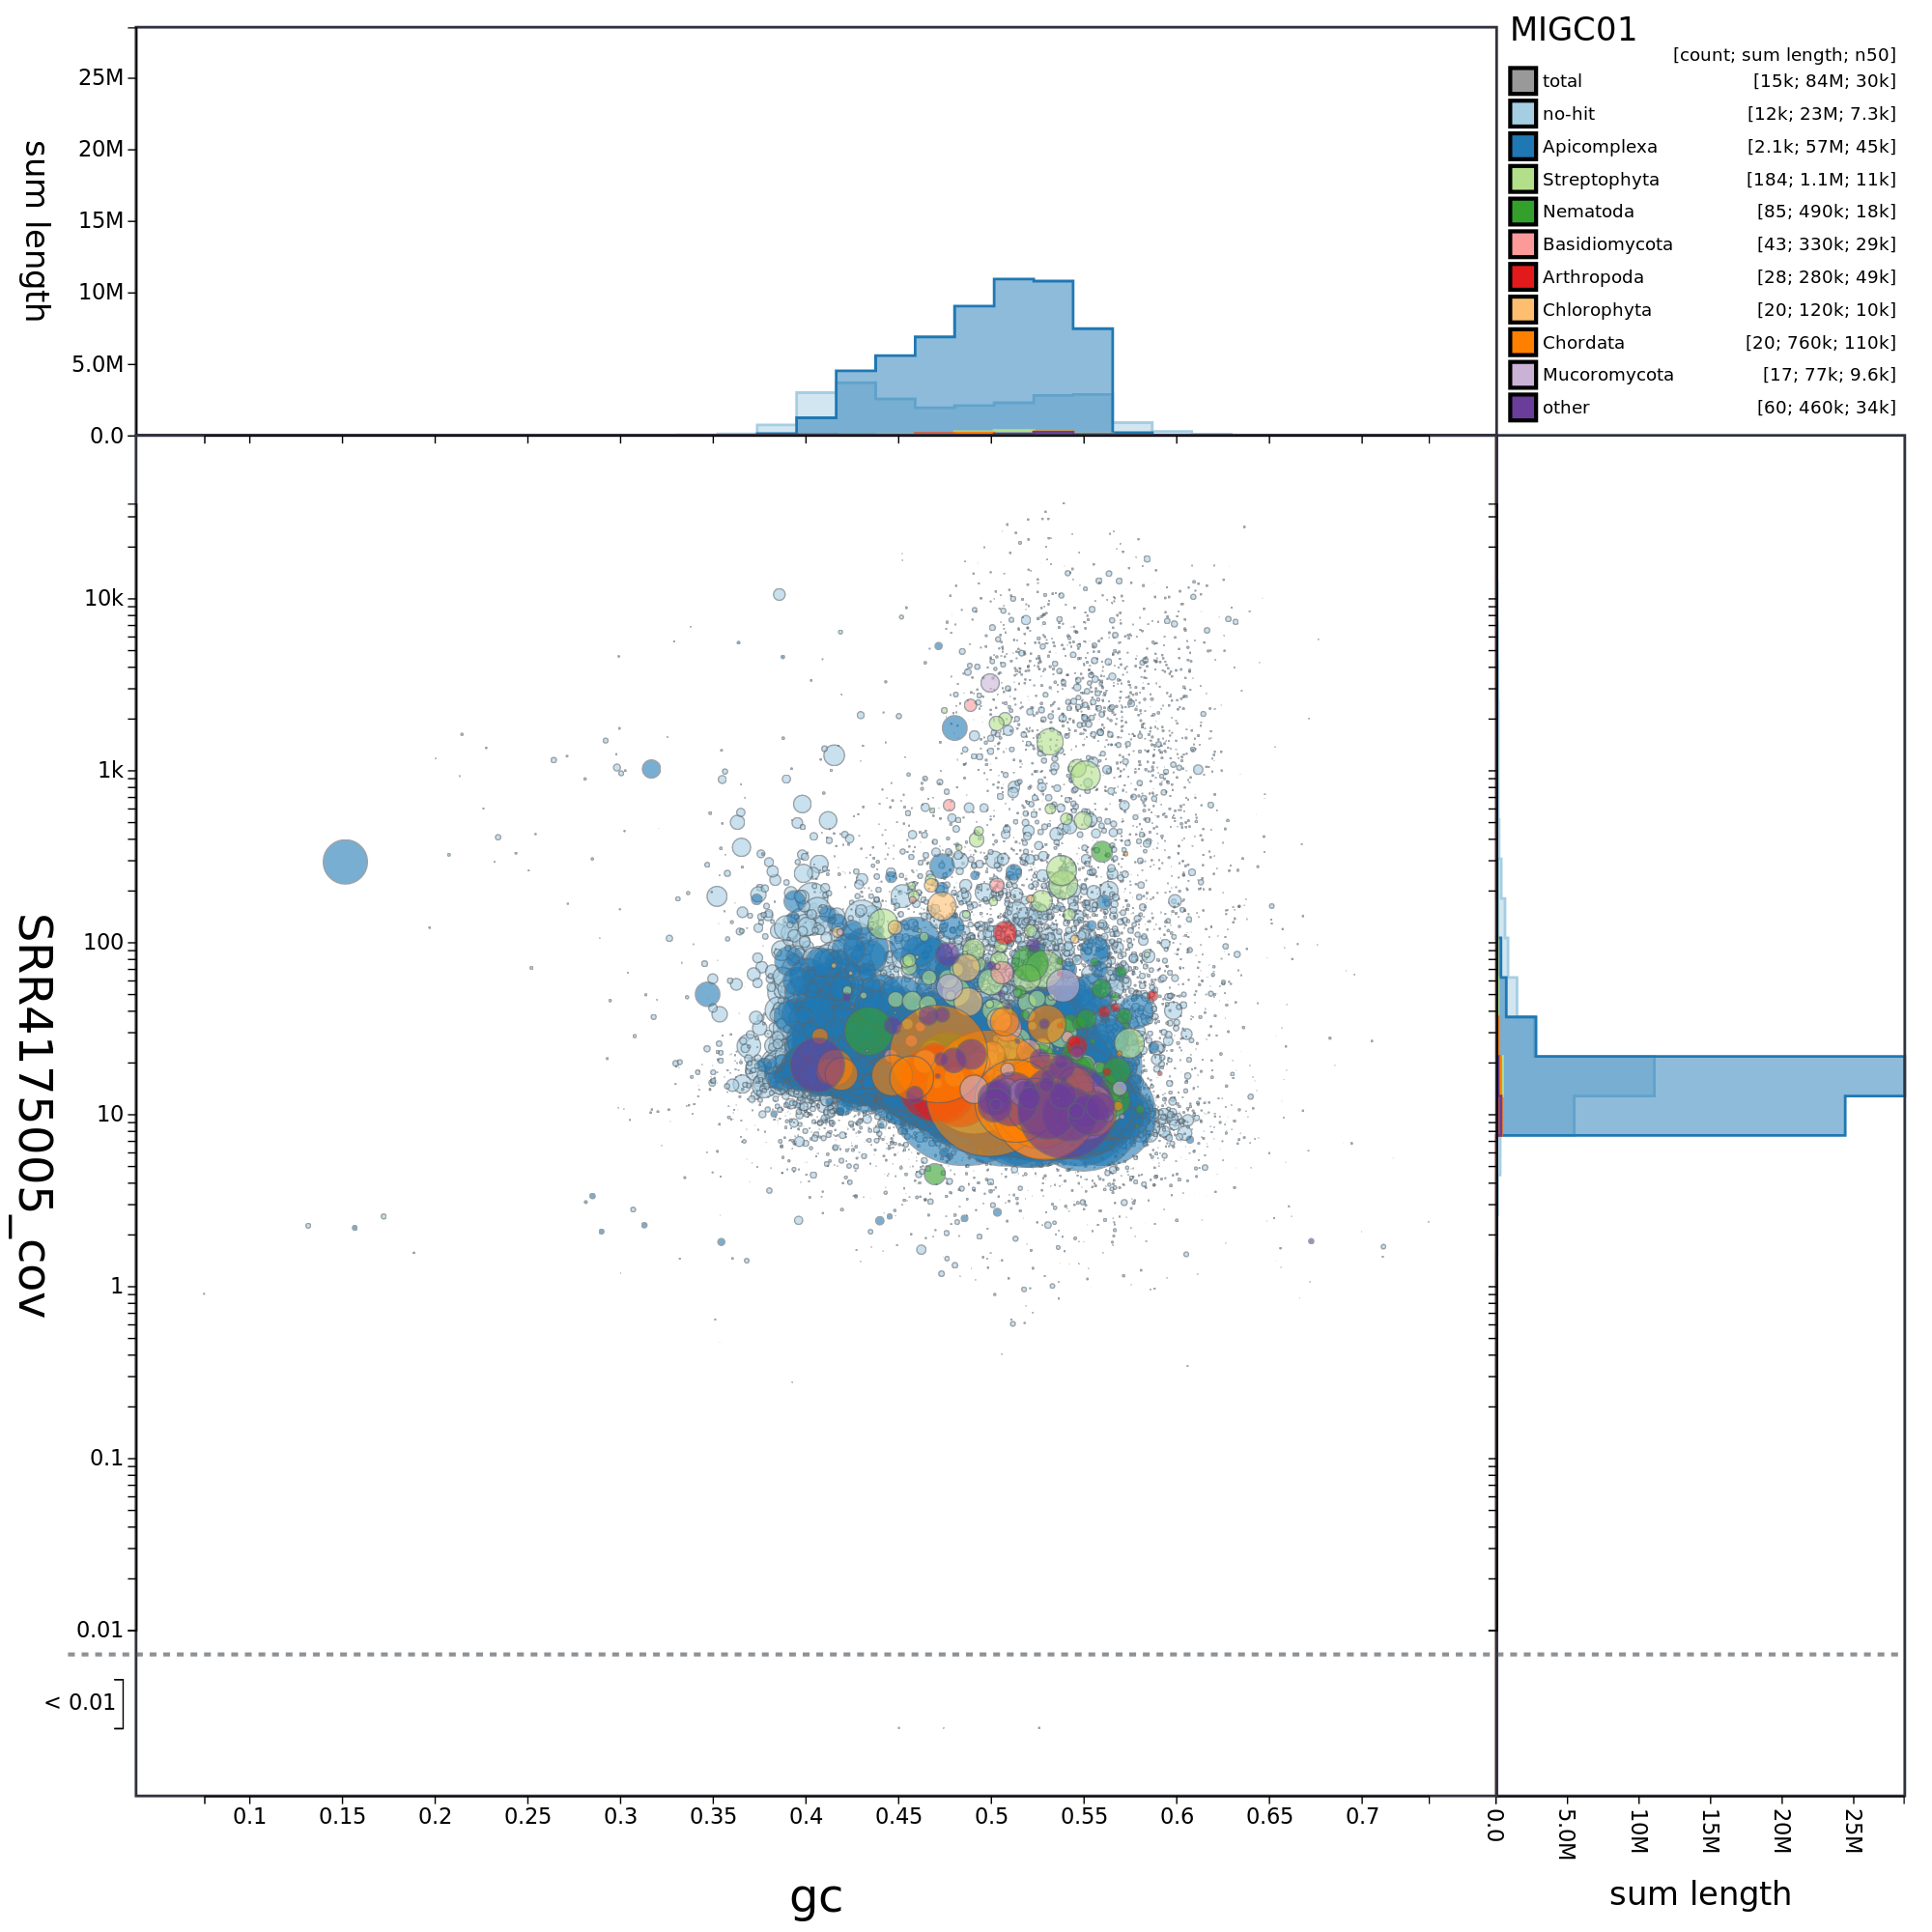 MIGC01
[count; sum length; n50]
total [15k; 84M; 30k]
no-hit [12k; 23M; 7.3k]
Apicomplexa [2.1k; 57M; 45k]
Streptophyta [184; 1.1M; 11k]
Nematoda [85; 490k; 18k]
Basidiomycota [43; 330k; 29k]
Arthropoda [28; 280k; 49k]
Chlorophyta [20; 120k; 10k]
Chordata [20; 760k; 110k]
Mucoromycota [17; 77k; 9.6k]
other [60; 460k; 34k]
sum length
25M
20M
15M
10M
5.0M
0.0
SRR4175005_cov
10k
1k
100
10
1
0.1
0.01
< 0.01
0.1 0.15 0.2 0.25 0.3 0.35 0.4 0.45 0.5 0.55 0.6 0.65 0.7
gc
0.0 5.0M 10M 15M 20M 25M
sum length